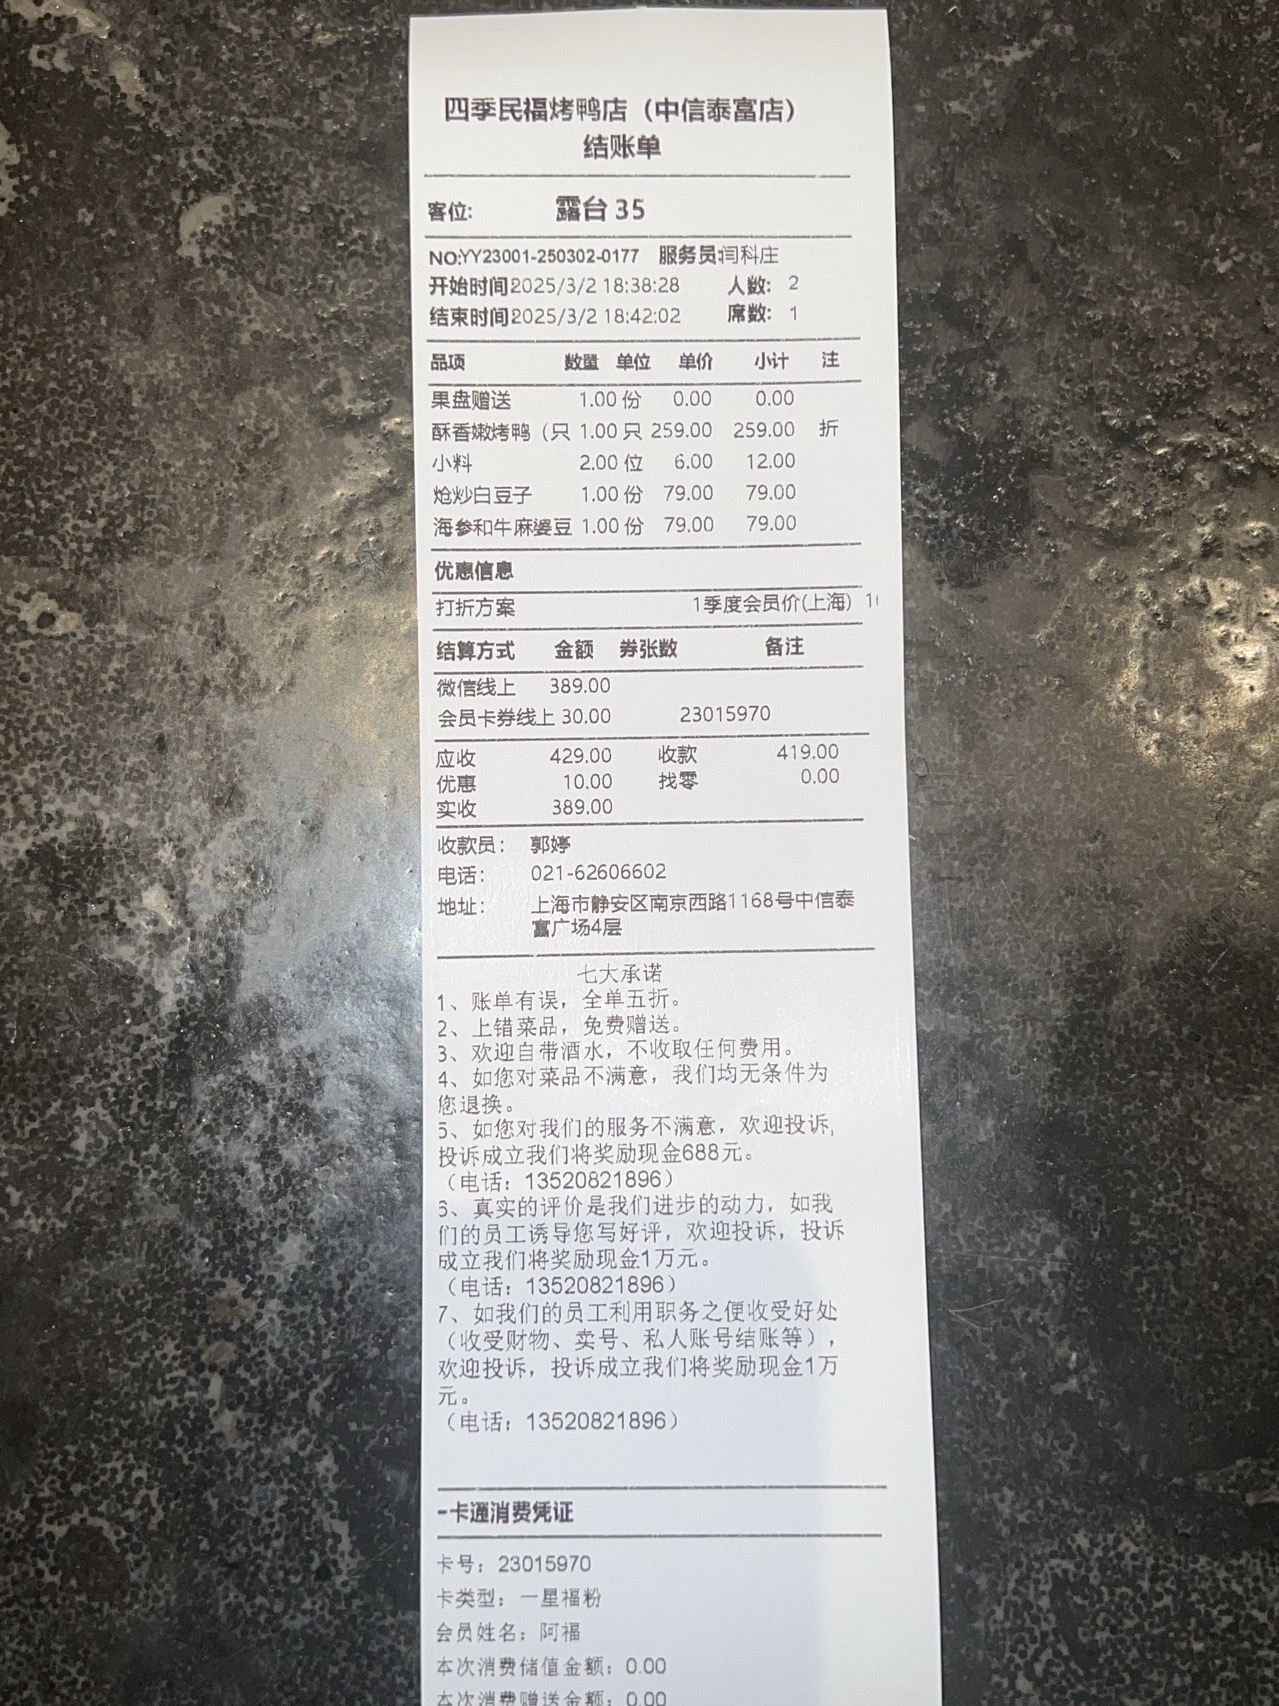 四季民福烤鸭店（中信泰富店）
结账单
客位: 露台 35
NO:YY23001-250302-0177 服务员:闫科庄
开始时间2025/3/2 18:38:28 人数: 2
结束时间2025/3/2 18:42:02 席数: 1
品项 数量 单位 单价 小计 注
果盘赠送 1.00 份 0.00 0.00
酥香嫩烤鸭（只 1.00 只 259.00 259.00 折
小料 2.00 位 6.00 12.00
炝炒白豆子 1.00 份 79.00 79.00
海参和牛麻婆豆 1.00 份 79.00 79.00
优惠信息
打折方案 1季度会员价(上海)
结算方式 金额 券张数 备注
微信线上 389.00
会员卡券线上 30.00 23015970
应收 429.00 收款 419.00
优惠 10.00 找零 0.00
实收 389.00
收款员： 郭婷
电话： 021-62606602
地址： 上海市静安区南京西路1168号中信泰
富广场4层
七大承诺
1、账单有误，全单五折。
2、上错菜品，免费赠送。
3、欢迎自带酒水，不收取任何费用。
4、如您对菜品不满意，我们均无条件为
您退换。
5、如您对我们的服务不满意，欢迎投诉，
投诉成立我们将奖励现金688元。
（电话：13520821896）
6、真实的评价是我们进步的动力，如我
们的员工诱导您写好评，欢迎投诉，投诉
成立我们将奖励现金1万元。
（电话：13520821896）
7、如我们的员工利用职务之便收受好处
（收受财物、卖号、私人账号结账等），
欢迎投诉，投诉成立我们将奖励现金1万
元。
（电话：13520821896）
一卡通消费凭证
卡号：23015970
卡类型：一星福粉
会员姓名：阿福
本次消费储值金额：0.00
本次消费赠送金额：0.00